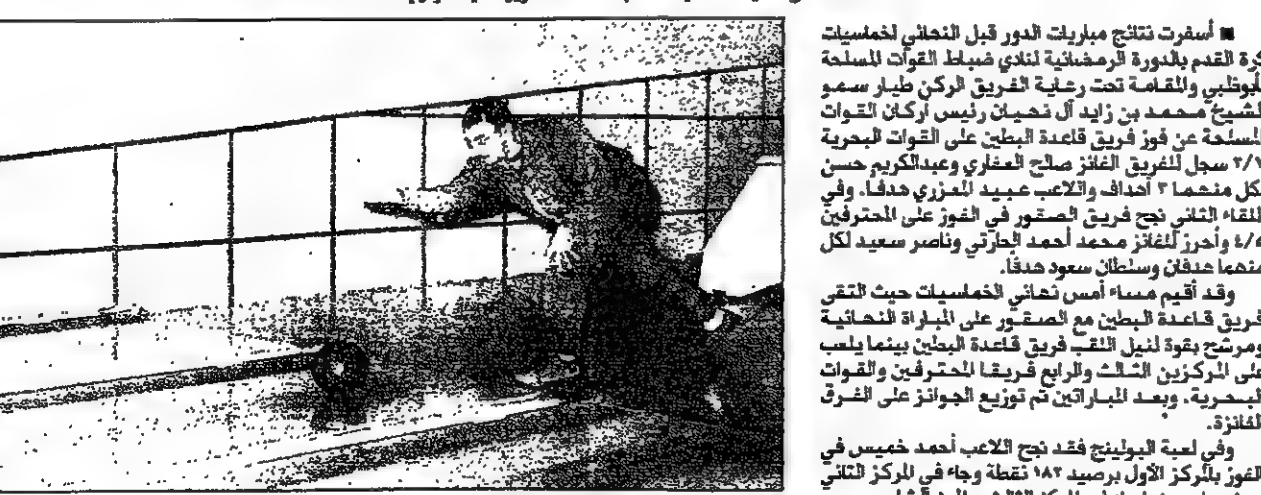 ■ أسفرت نتائج مباريات الدور قبل النهائي لخماسيات
كرة القدم بالدورة الرمضانية لنادي ضباط القوات المسلحة
بأبوظبي والمقامة تحت رعاية الفريق الركن طيار سمو
الشيخ محمد بن زايد آل نهيان رئيس اركان القوات
المسلحة عن فوز فريق قاعدة البطين على القوات البحرية
سجل للفريق الفائز صالح العفاري وعبدالكريم حسن
لكل منهما ٣ أهداف واللاعب عبيد المزري هدفا. وفي
اللقاء الثاني نجح فريق الصقور في الفوز على المحترفين
٤/٥ وأحرز للفائز محمد أحمد الحارثي وناصر سعيد لكل
منهما هدفان وسلطان سعود هدفا.
وقد أقيم مساء أمس نهائي الخماسيات حيث التقى
فريق قاعدة البطين مع الصقور على المباراة النهائية
ومرشح بقوة لنيل اللقب فريق قاعدة البطين بينما يلعب
على المركزين الثالث والرابع فريقا المحترفين والقوات
البحرية. وبعد المباراتين تم توزيع الجوائز على الفرق
الفائزة.
وفي لعبة البولينج فقد نجح اللاعب أحمد خميس في
الفوز بالمركز الأول برصيد ١٨٢ نقطة وجاء في المركز الثاني